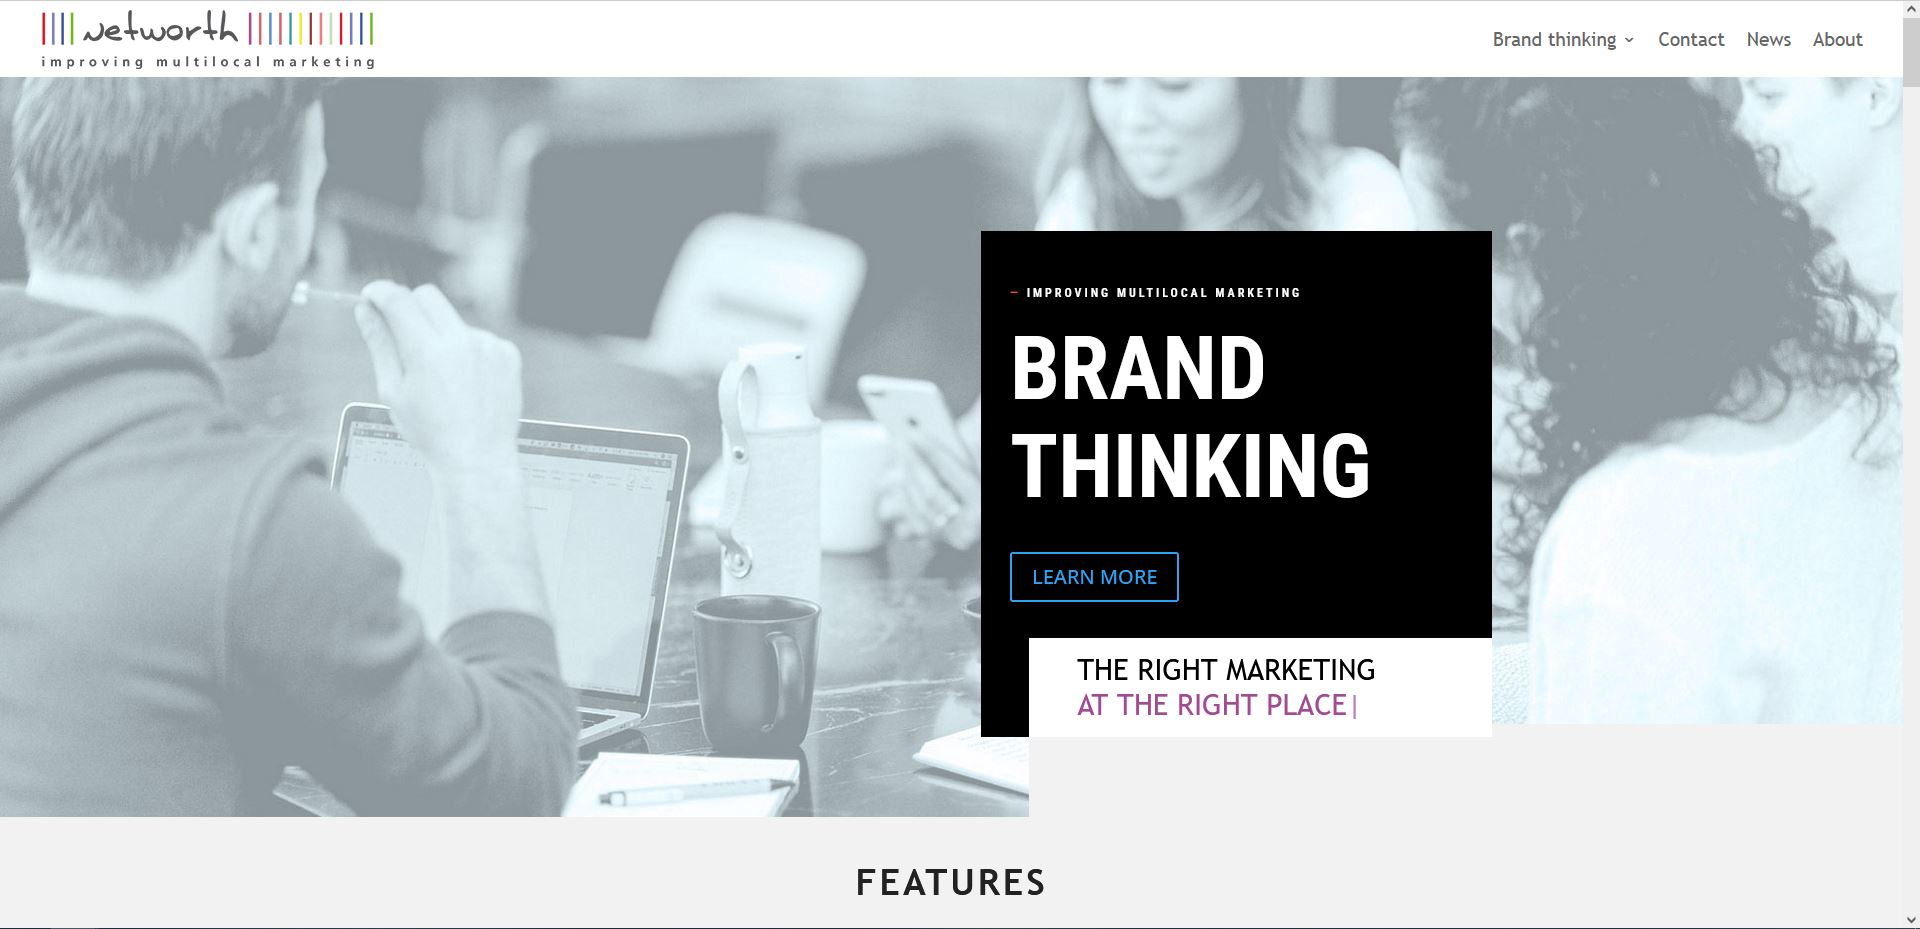 networth
improving multilocal marketing
Brand thinking
Contact
News
About
– IMPROVING MULTILOCAL MARKETING
BRAND
THINKING
LEARN MORE
THE RIGHT MARKETING
AT THE RIGHT PLACE|
FEATURES